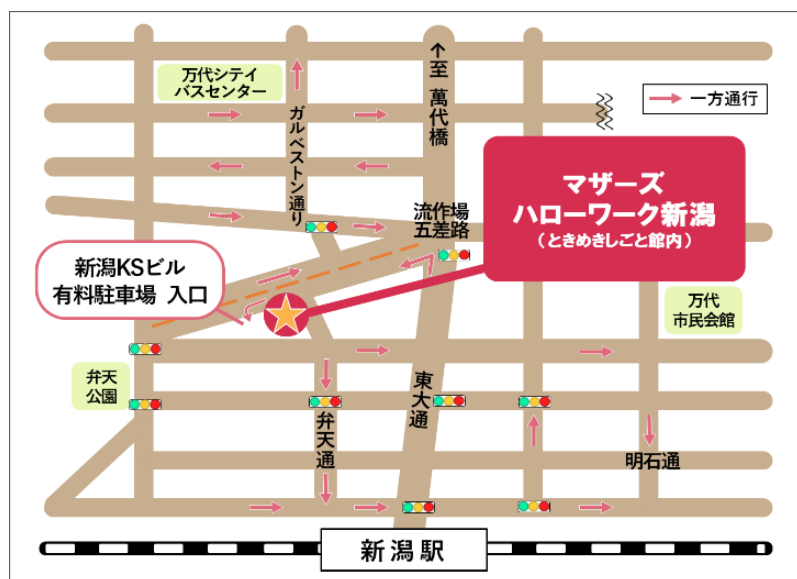 ↑至 萬代橋
万代シテイ
バスセンター
→ 一方通行
ガルベストン通り
マザーズ
ハローワーク新潟
(ときめきしごと館内)
流作場
五差路
新潟KSビル
有料駐車場 入口
万代
市民会館
弁天
公園
東大通
弁天通
明石通
新潟駅